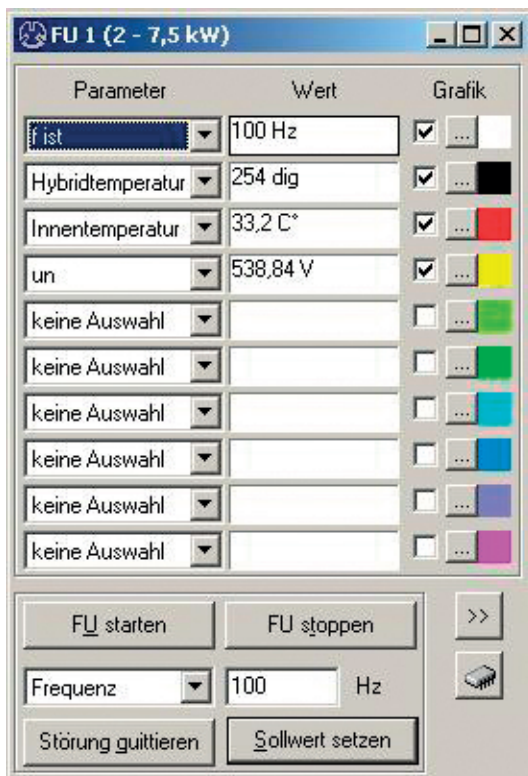 FU 1 (2 - 7,5 kW)
Parameter Wert Grafik
f ist 100 Hz ...
Hybridtemperatur 254 dig ...
Innentemperatur 33,2 C° ...
un 538,84 V ...
keine Auswahl ...
keine Auswahl ...
keine Auswahl ...
keine Auswahl ...
keine Auswahl ...
keine Auswahl ...
FU starten FU stoppen >>
Frequenz 100 Hz
Störung quittieren Sollwert setzen